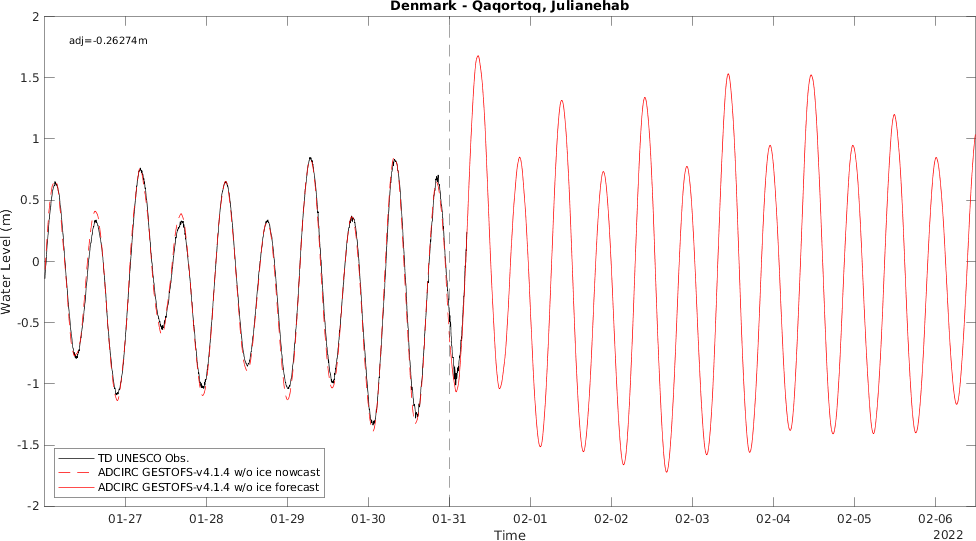 Denmark - Qaqortoq, Julianehab
adj=-0.26274m
2
1.5
1
0.5
0
-0.5
-1
-1.5
-2
Water Level (m)
TD UNESCO Obs.
ADCIRC GESTOFS-v4.1.4 w/o ice nowcast
ADCIRC GESTOFS-v4.1.4 w/o ice forecast
01-27 01-28 01-29 01-30 01-31 02-01 02-02 02-03 02-04 02-05 02-06
Time
2022